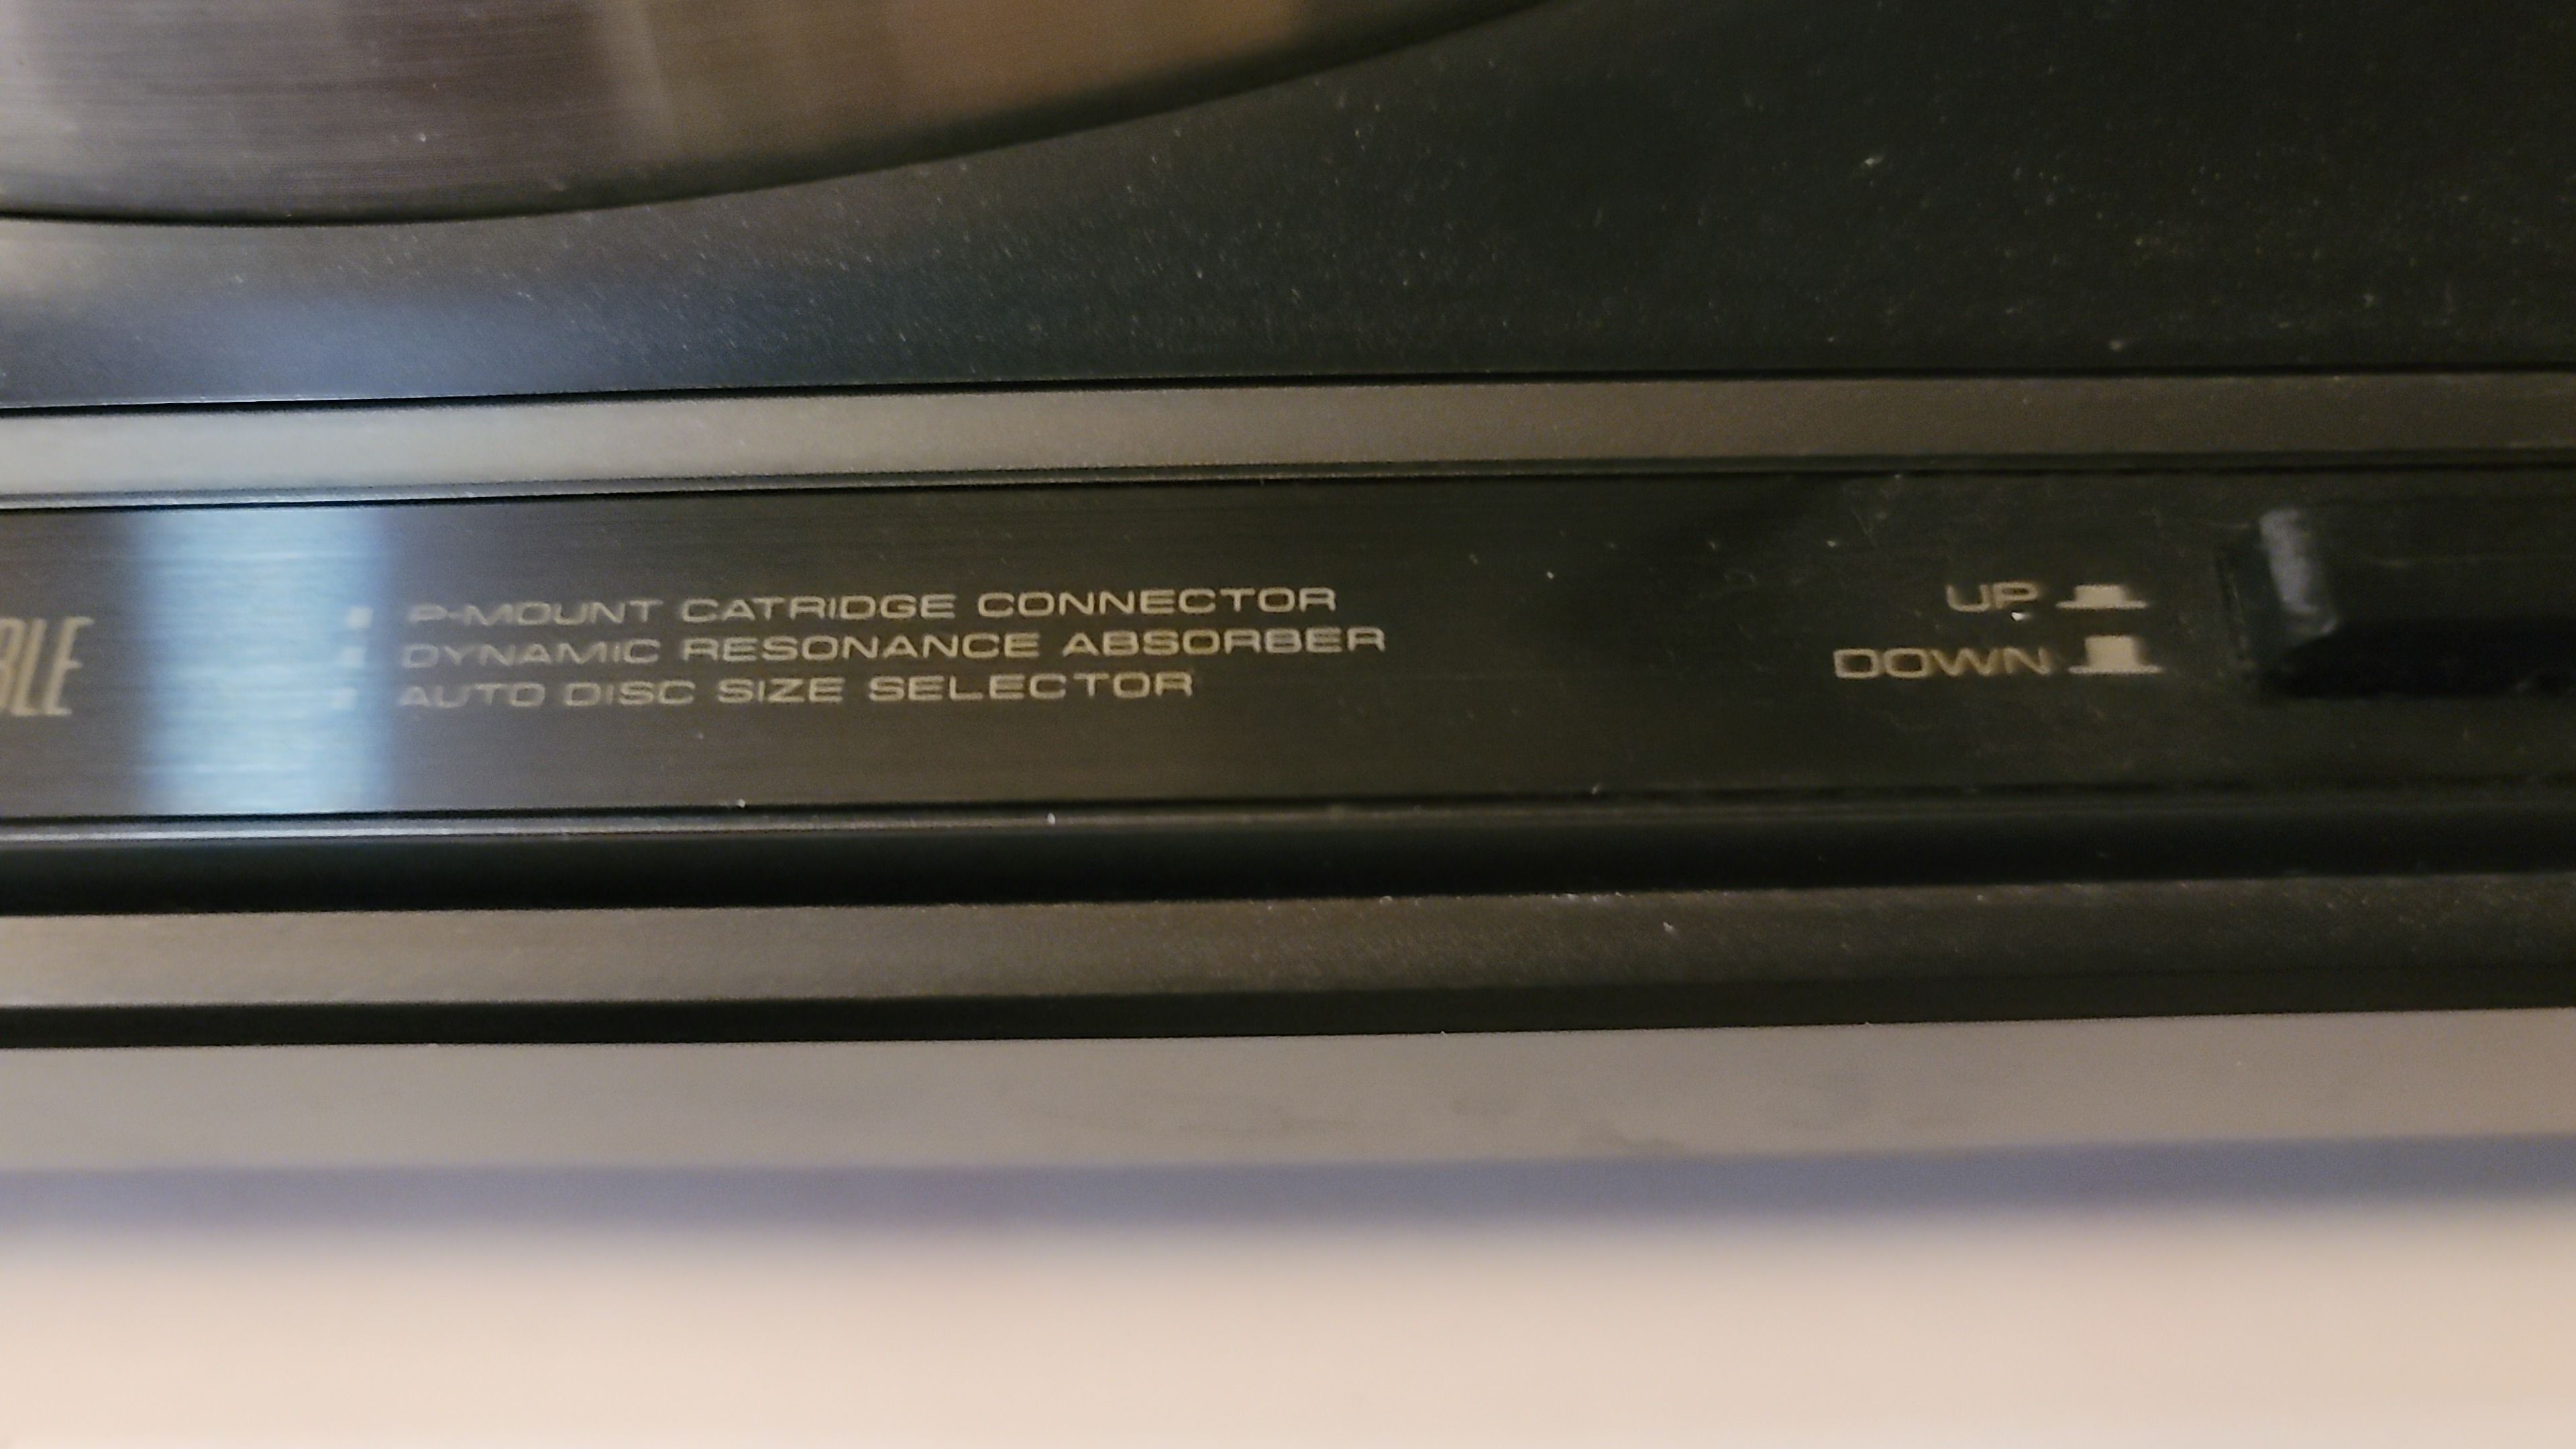 BLE
P-MOUNT CATRIDGE CONNECTOR
DYNAMIC RESONANCE ABSORBER
AUTO DISC SIZE SELECTOR
UP
DOWN